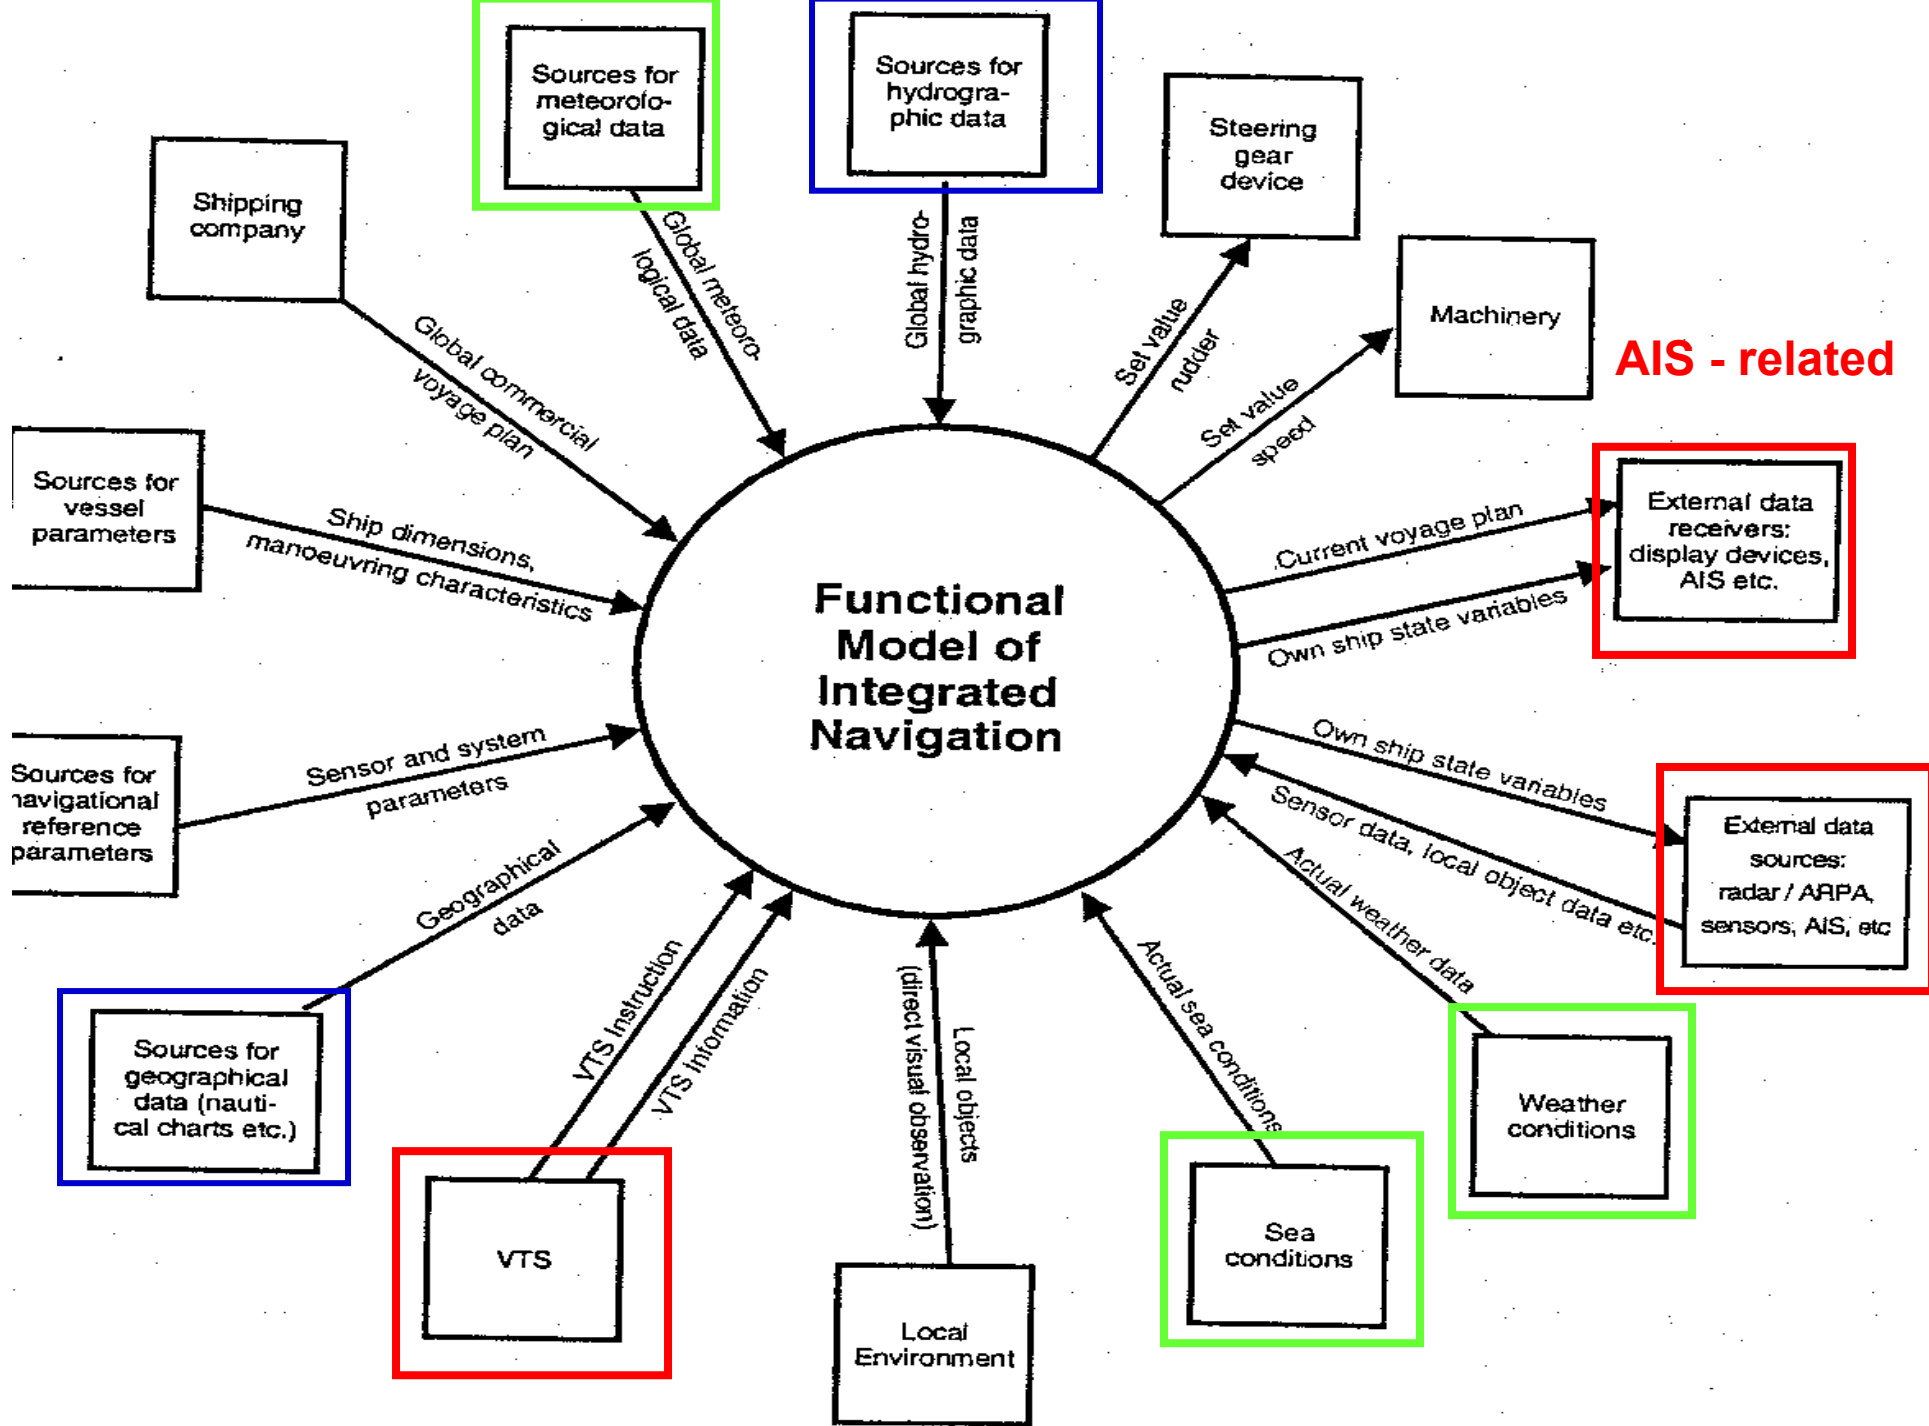 Sources for
meteorolo-
gical data
Sources for
hydrogra-
phic data
Steering
gear
device
Shipping
company
Machinery
AIS - related
Global meteoro-
logical data
Global hydro-
graphic data
Set value
rudder
Set value
speed
Global commercial
voyage plan
Sources for
vessel
parameters
Ship dimensions,
manoeuvring characteristics
Current voyage plan
Own ship state variables
External data
receivers:
display devices,
AIS etc.
Functional
Model of
Integrated
Navigation
Sources for
navigational
reference
parameters
Sensor and system
parameters
Own ship state variables
Sensor data, local object data etc.
External data
sources:
radar / ARPA,
sensors, AIS, etc
Geographical
data
Actual weather data
Sources for
geographical
data (nauti-
cal charts etc.)
VTS Instruction
VTS Information
(direct visual observation)
Local objects
Actual sea conditions
Weather
conditions
VTS
Local
Environment
Sea
conditions